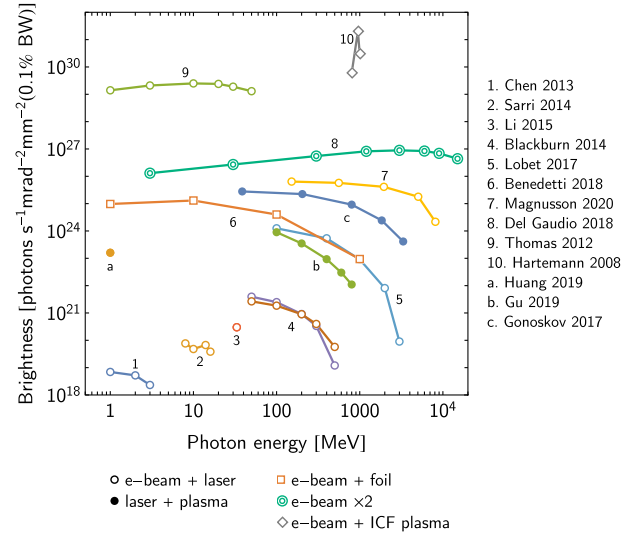 Brightness [photons s−1mrad−2mm−2(0.1% BW)]
10^30
10^27
10^24
10^21
10^18
1
10
100
1000
10^4
Photon energy [MeV]
10
9
8
7
c
6
a
b
5
4
3
2
1
1. Chen 2013
2. Sarri 2014
3. Li 2015
4. Blackburn 2014
5. Lobet 2017
6. Benedetti 2018
7. Magnusson 2020
8. Del Gaudio 2018
9. Thomas 2012
10. Hartemann 2008
a. Huang 2019
b. Gu 2019
c. Gonoskov 2017
e−beam + laser
laser + plasma
e−beam + foil
e−beam ×2
e−beam + ICF plasma